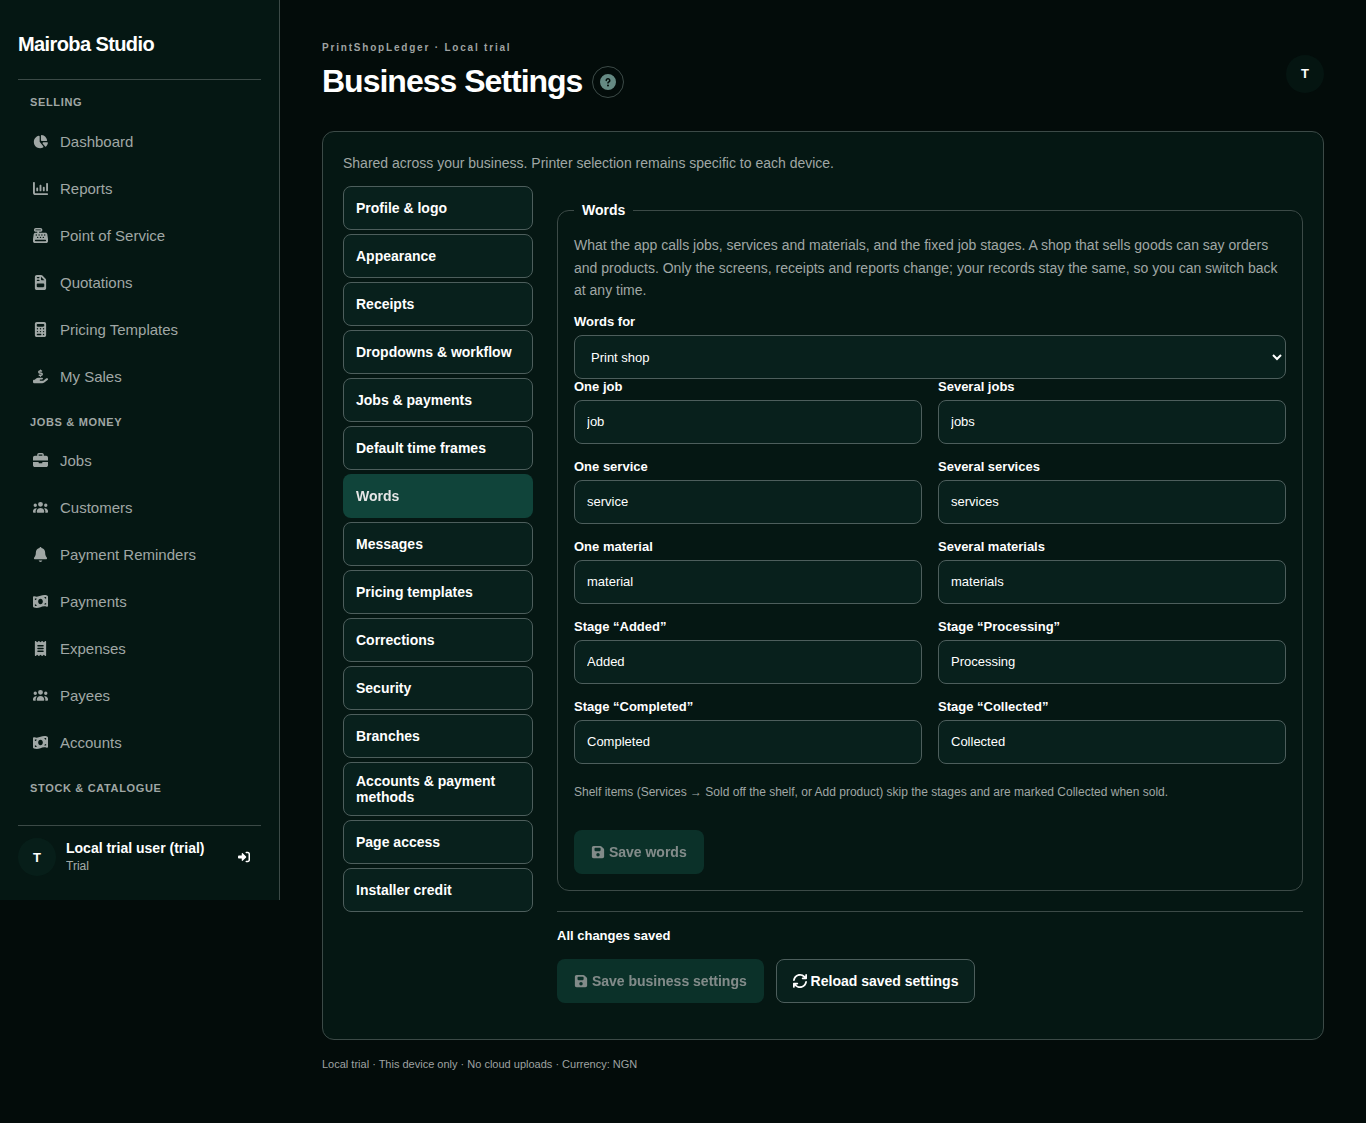 Mairoba Studio
SELLING
Dashboard
Reports
Point of Service
Quotations
Pricing Templates
My Sales
JOBS & MONEY
Jobs
Customers
Payment Reminders
Payments
Expenses
Payees
Accounts
STOCK & CATALOGUE
T
Local trial user (trial)
Trial
PrintShopLedger · Local trial
Business Settings
?
T
Shared across your business. Printer selection remains specific to each device.
Profile & logo
Appearance
Receipts
Dropdowns & workflow
Jobs & payments
Default time frames
Words
Messages
Pricing templates
Corrections
Security
Branches
Accounts & payment
methods
Page access
Installer credit
Words
What the app calls jobs, services and materials, and the fixed job stages. A shop that sells goods can say orders
and products. Only the screens, receipts and reports change; your records stay the same, so you can switch back
at any time.
Words for
Print shop
One job
Several jobs
job
jobs
One service
Several services
service
services
One material
Several materials
material
materials
Stage “Added”
Stage “Processing”
Added
Processing
Stage “Completed”
Stage “Collected”
Completed
Collected
Shelf items (Services → Sold off the shelf, or Add product) skip the stages and are marked Collected when sold.
Save words
All changes saved
Save business settings
Reload saved settings
Local trial · This device only · No cloud uploads · Currency: NGN